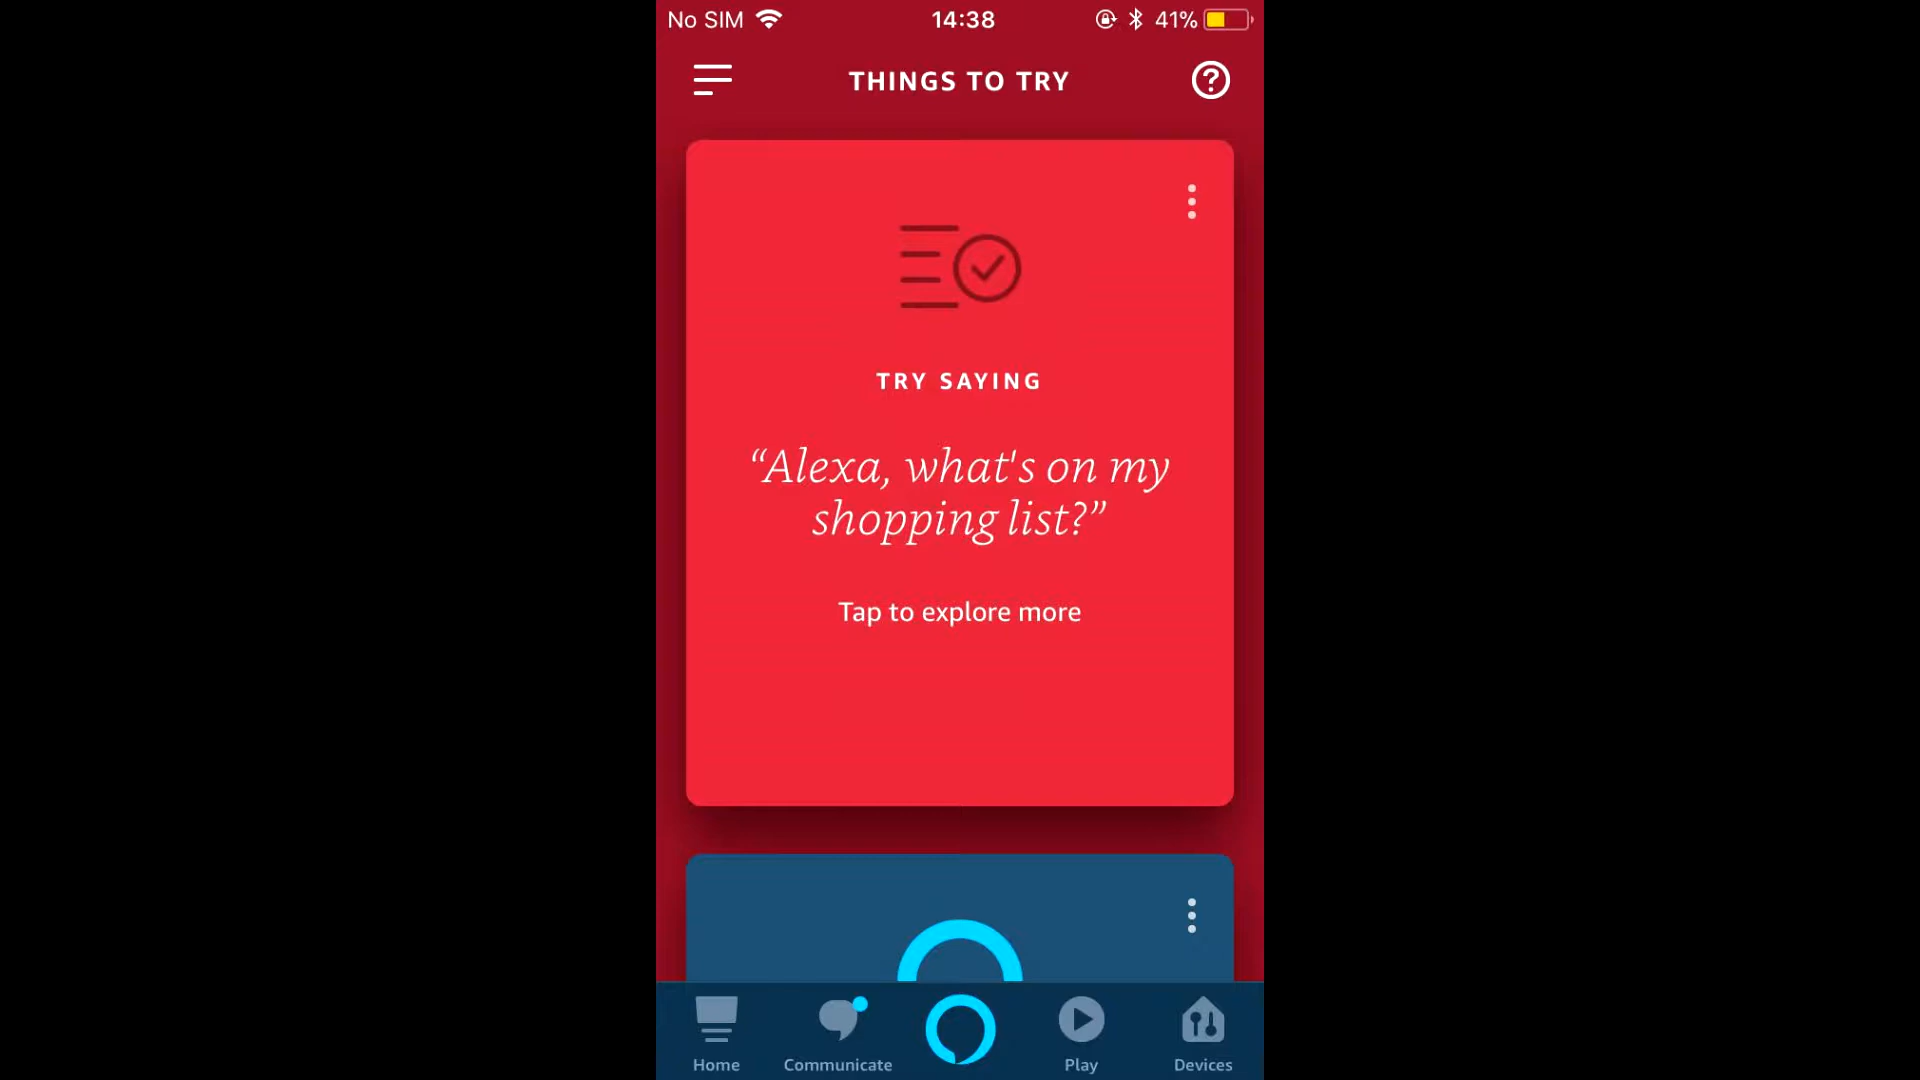 No SIM 14:38 41%
THINGS TO TRY
TRY SAYING
“Alexa, what's on my
shopping list?”
Tap to explore more
Home Communicate Play Devices